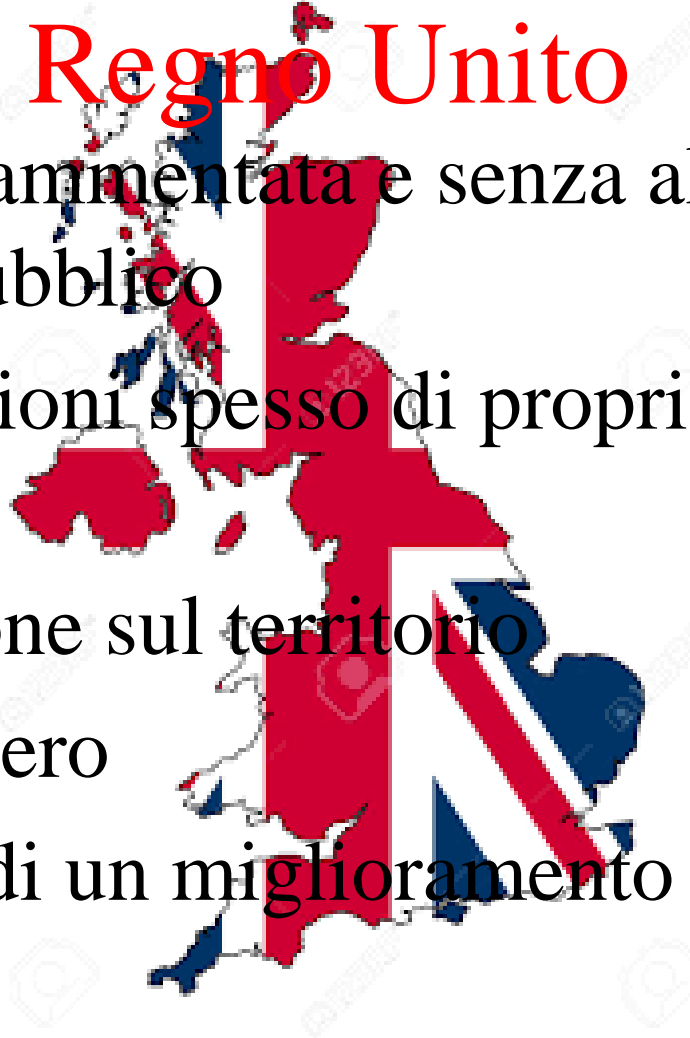 Regno Unito
ammentata e senza al
ubblico
ioni spesso di propri
one sul territorio
ero
di un miglioramento